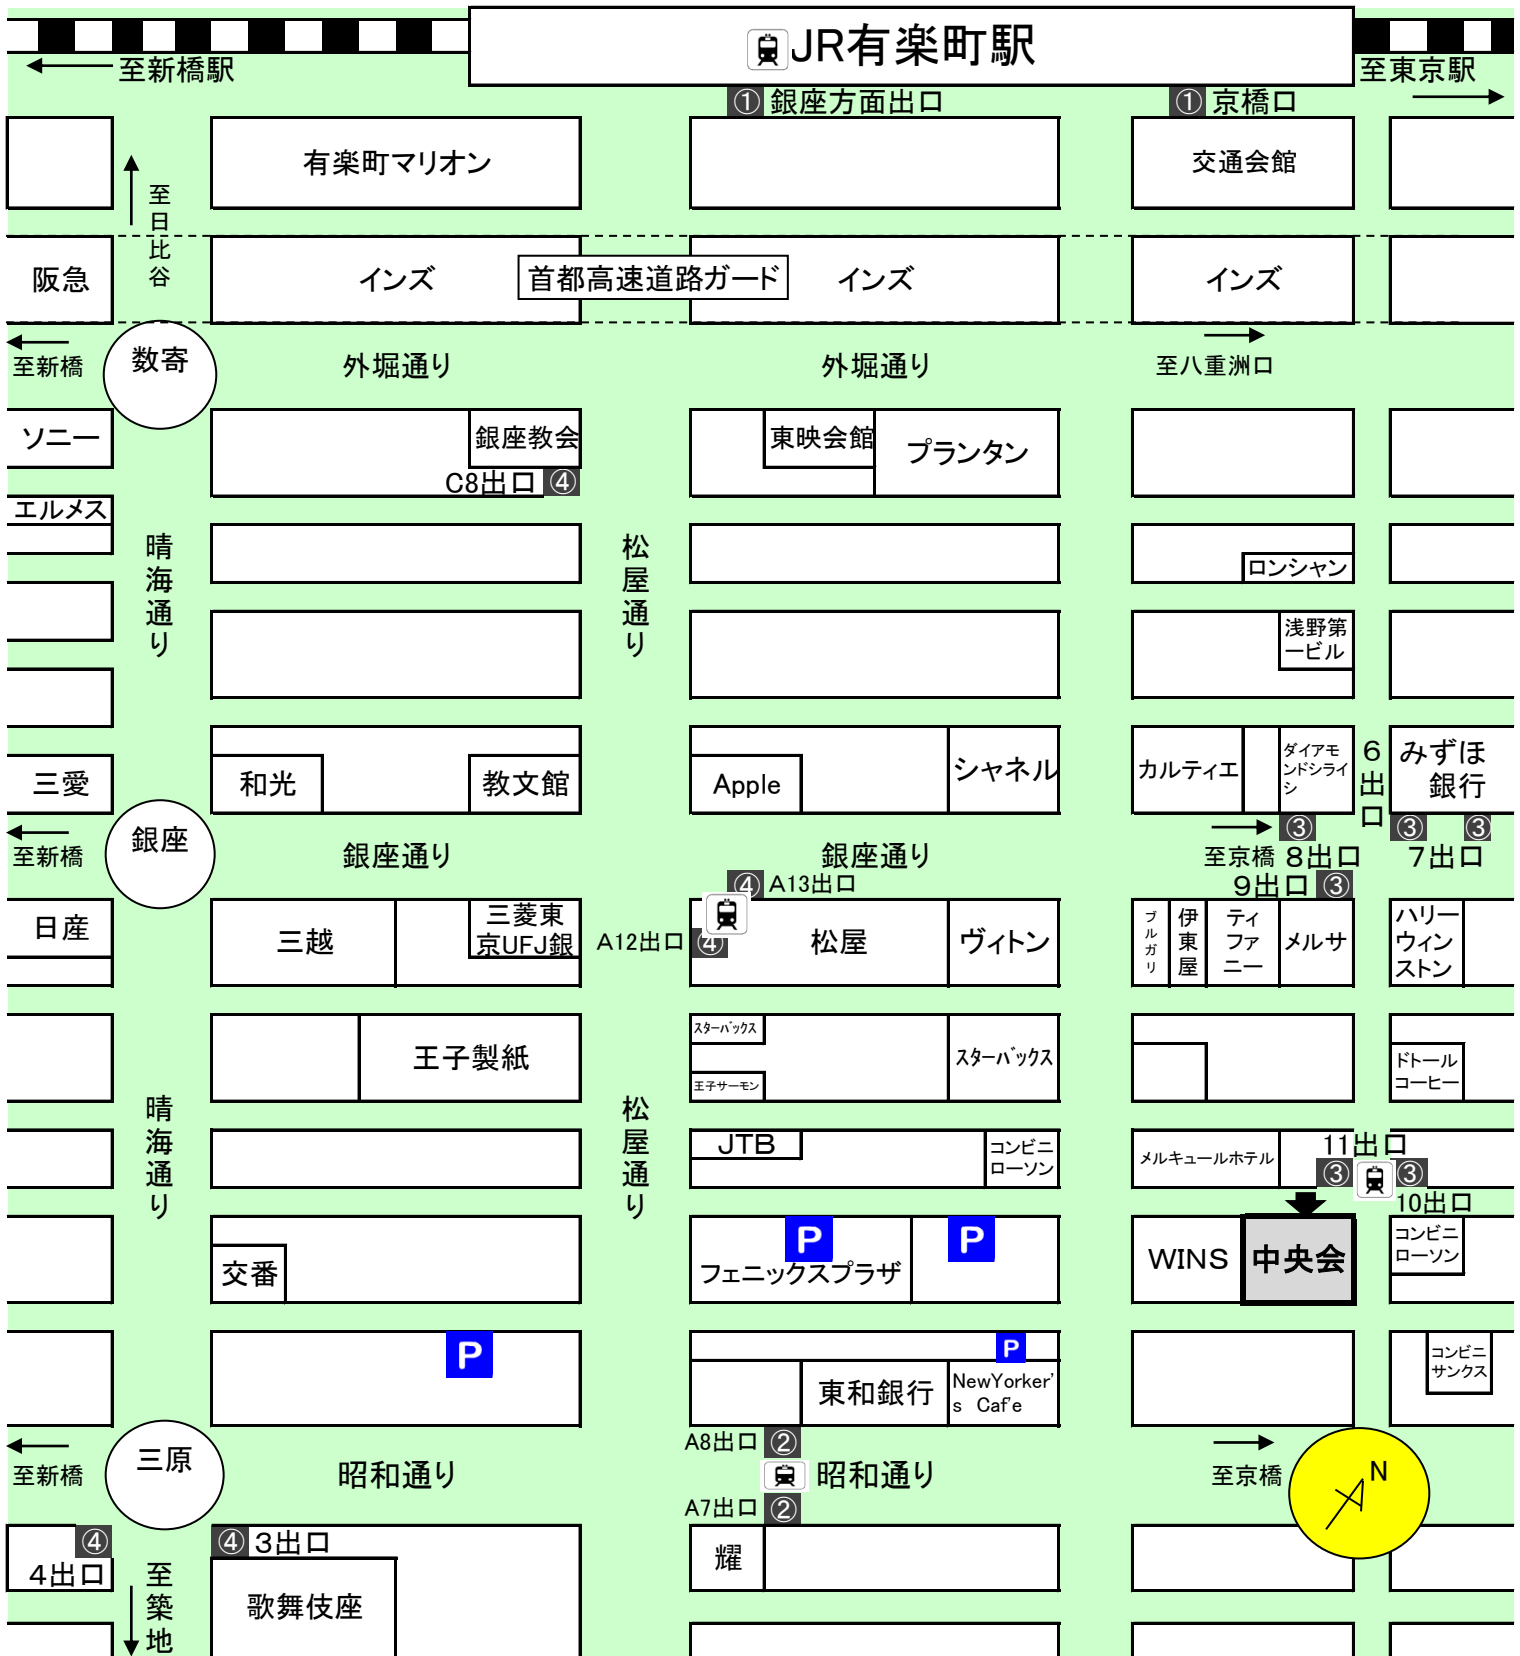 JR有楽町駅
至新橋駅
至東京駅
① 銀座方面出口
① 京橋口
有楽町マリオン
交通会館
至日比谷
阪急
インズ
首都高速道路ガード
インズ
インズ
数寄
至新橋
外堀通り
外堀通り
至八重洲口
ソニー
銀座教会
東映会館
プランタン
C8出口 ④
エルメス
晴海通り
松屋通り
ロンシャン
浅野第
一ビル
三愛
和光
教文館
Apple
シャネル
カルティエ
ダイアモ
ンドシライ
シ
6出口
みずほ
銀行
③
③
③
銀座
至新橋
銀座通り
銀座通り
至京橋
8出口
7出口
④ A13出口
9出口 ③
日産
三越
三菱東
京UFJ銀
A12出口 ④
松屋
ヴィトン
ブルガリ
伊東屋
ティ
ファ
ニー
メルサ
ハリー
ウィン
ストン
王子製紙
スターバックス
王子サーモン
スターバックス
ドトール
コーヒー
晴海通り
松屋通り
JTB
コンビニ
ローソン
メルキュールホテル
11出口
③
③
10出口
交番
P
フェニックスプラザ
P
WINS
中央会
コンビニ
ローソン
P
P
東和銀行
NewYorker'
s Caf'e
コンビニ
サンクス
三原
至新橋
昭和通り
A8出口 ②
昭和通り
A7出口 ②
至京橋
N
④
4出口
④ 3出口
至築地
歌舞伎座
耀